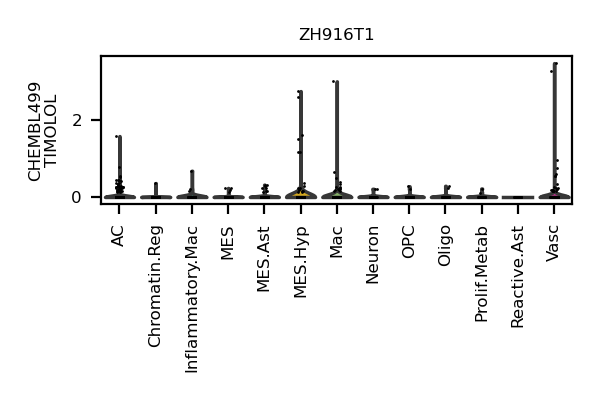 ZH916T1
CHEMBL499
TIMOLOL
2
0
AC
Chromatin.Reg
Inflammatory.Mac
MES
MES.Ast
MES.Hyp
Mac
Neuron
OPC
Oligo
Prolif.Metab
Reactive.Ast
Vasc